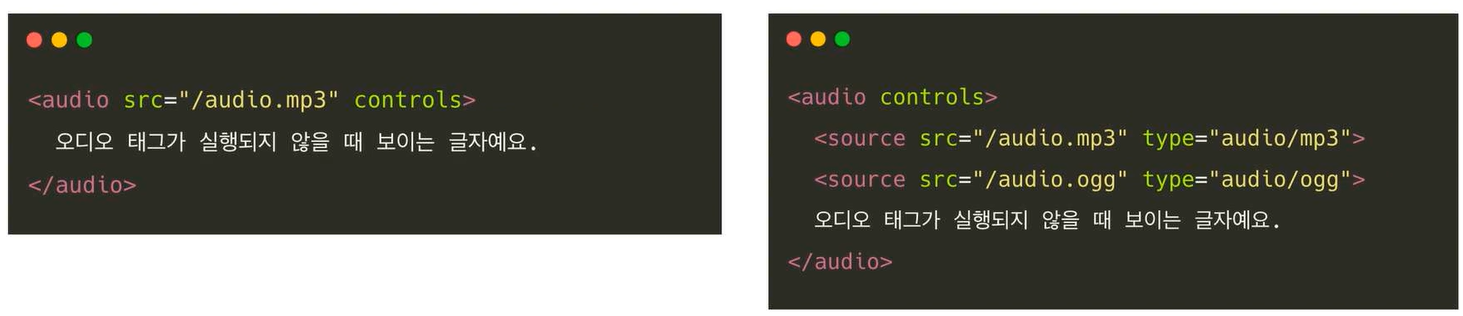 <audio src="/audio.mp3" controls>
오디오 태그가 실행되지 않을 때 보이는 글자예요.
</audio>
<audio controls>
<source src="/audio.mp3" type="audio/mp3">
<source src="/audio.ogg" type="audio/ogg">
오디오 태그가 실행되지 않을 때 보이는 글자예요.
</audio>